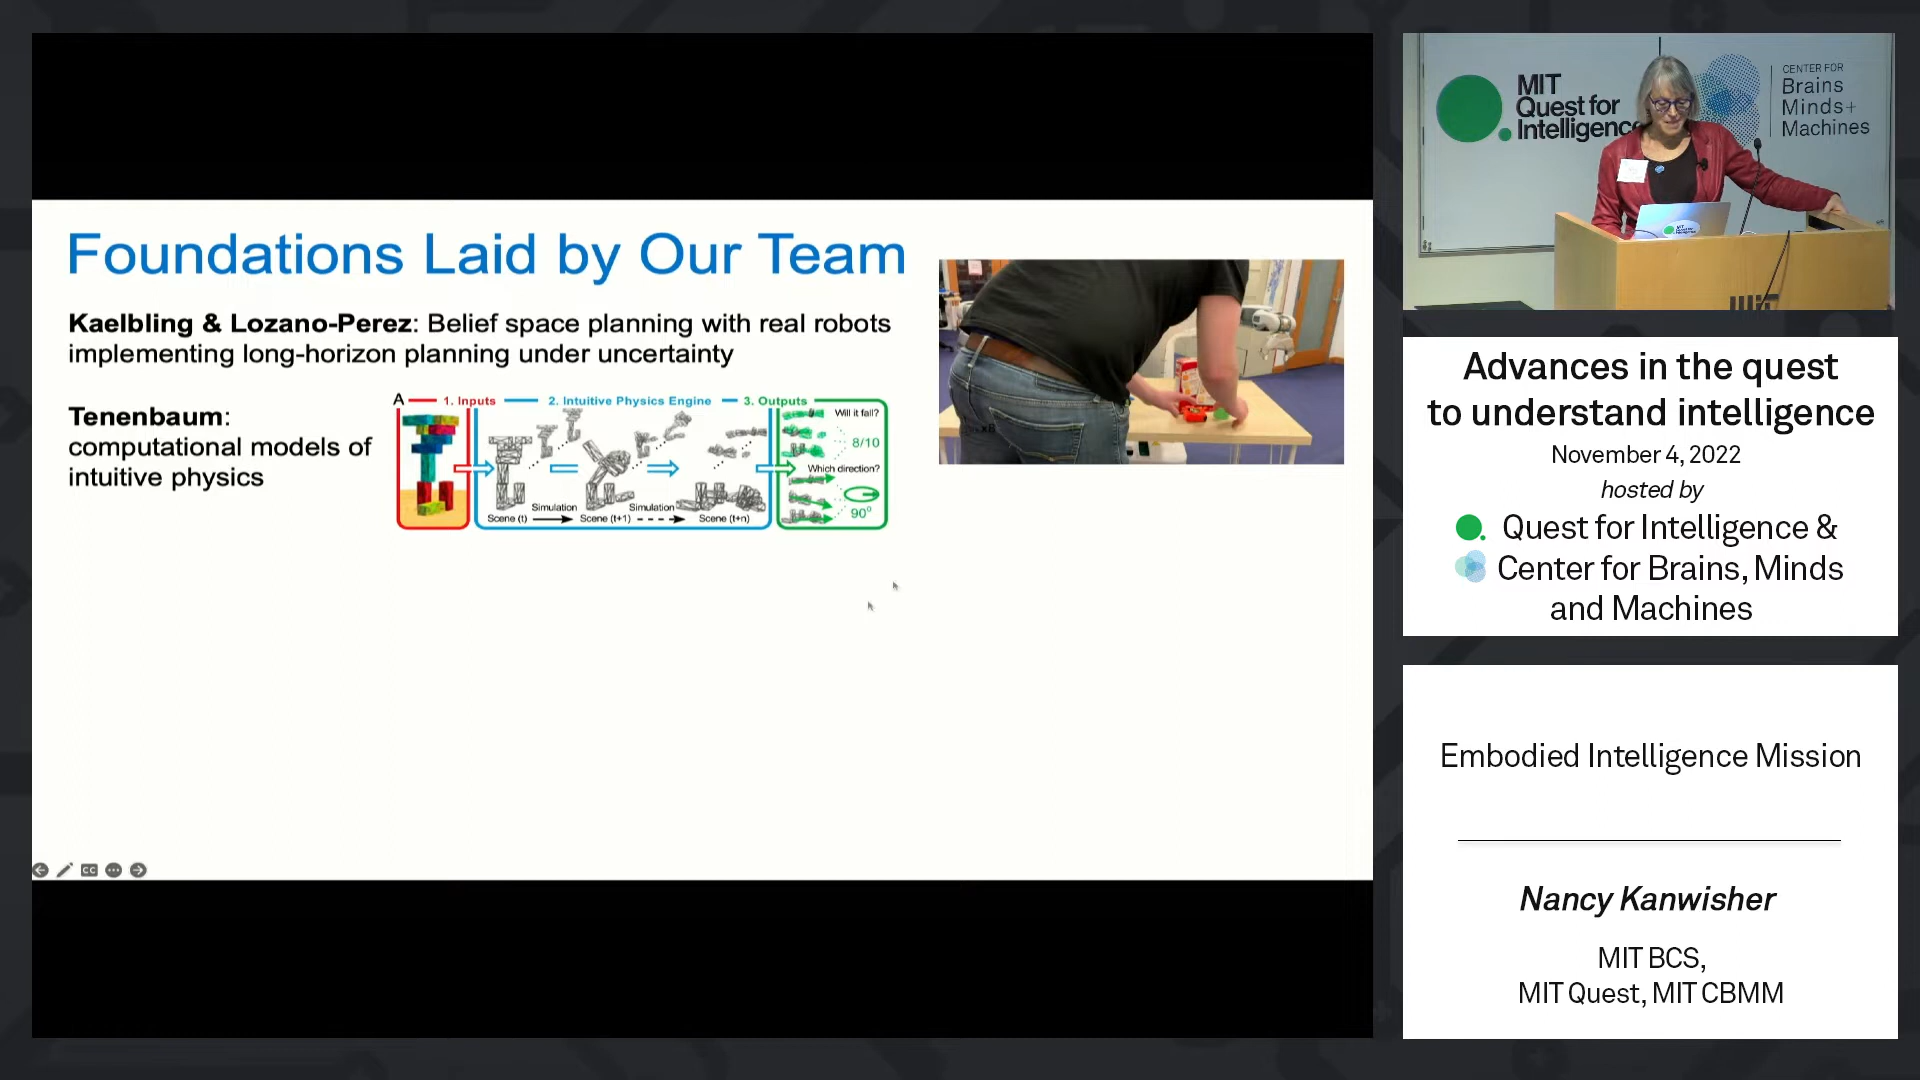 Foundations Laid by Our Team
Kaelbling & Lozano-Perez: Belief space planning with real robots
implementing long-horizon planning under uncertainty
Tenenbaum:
computational models of
intuitive physics
A
1. Inputs
2. Intuitive Physics Engine
3. Outputs
Will it fall?
8/10
Which direction?
90°
Simulation
Simulation
Scene (t)
Scene (t+1)
Scene (t+n)
x8
CC
MIT
Quest for
Intelligence
CENTER FOR
Brains
Minds+
Machines
Advances in the quest
to understand intelligence
November 4, 2022
hosted by
Quest for Intelligence &
Center for Brains, Minds
and Machines
Embodied Intelligence Mission
Nancy Kanwisher
MIT BCS,
MIT Quest, MIT CBMM